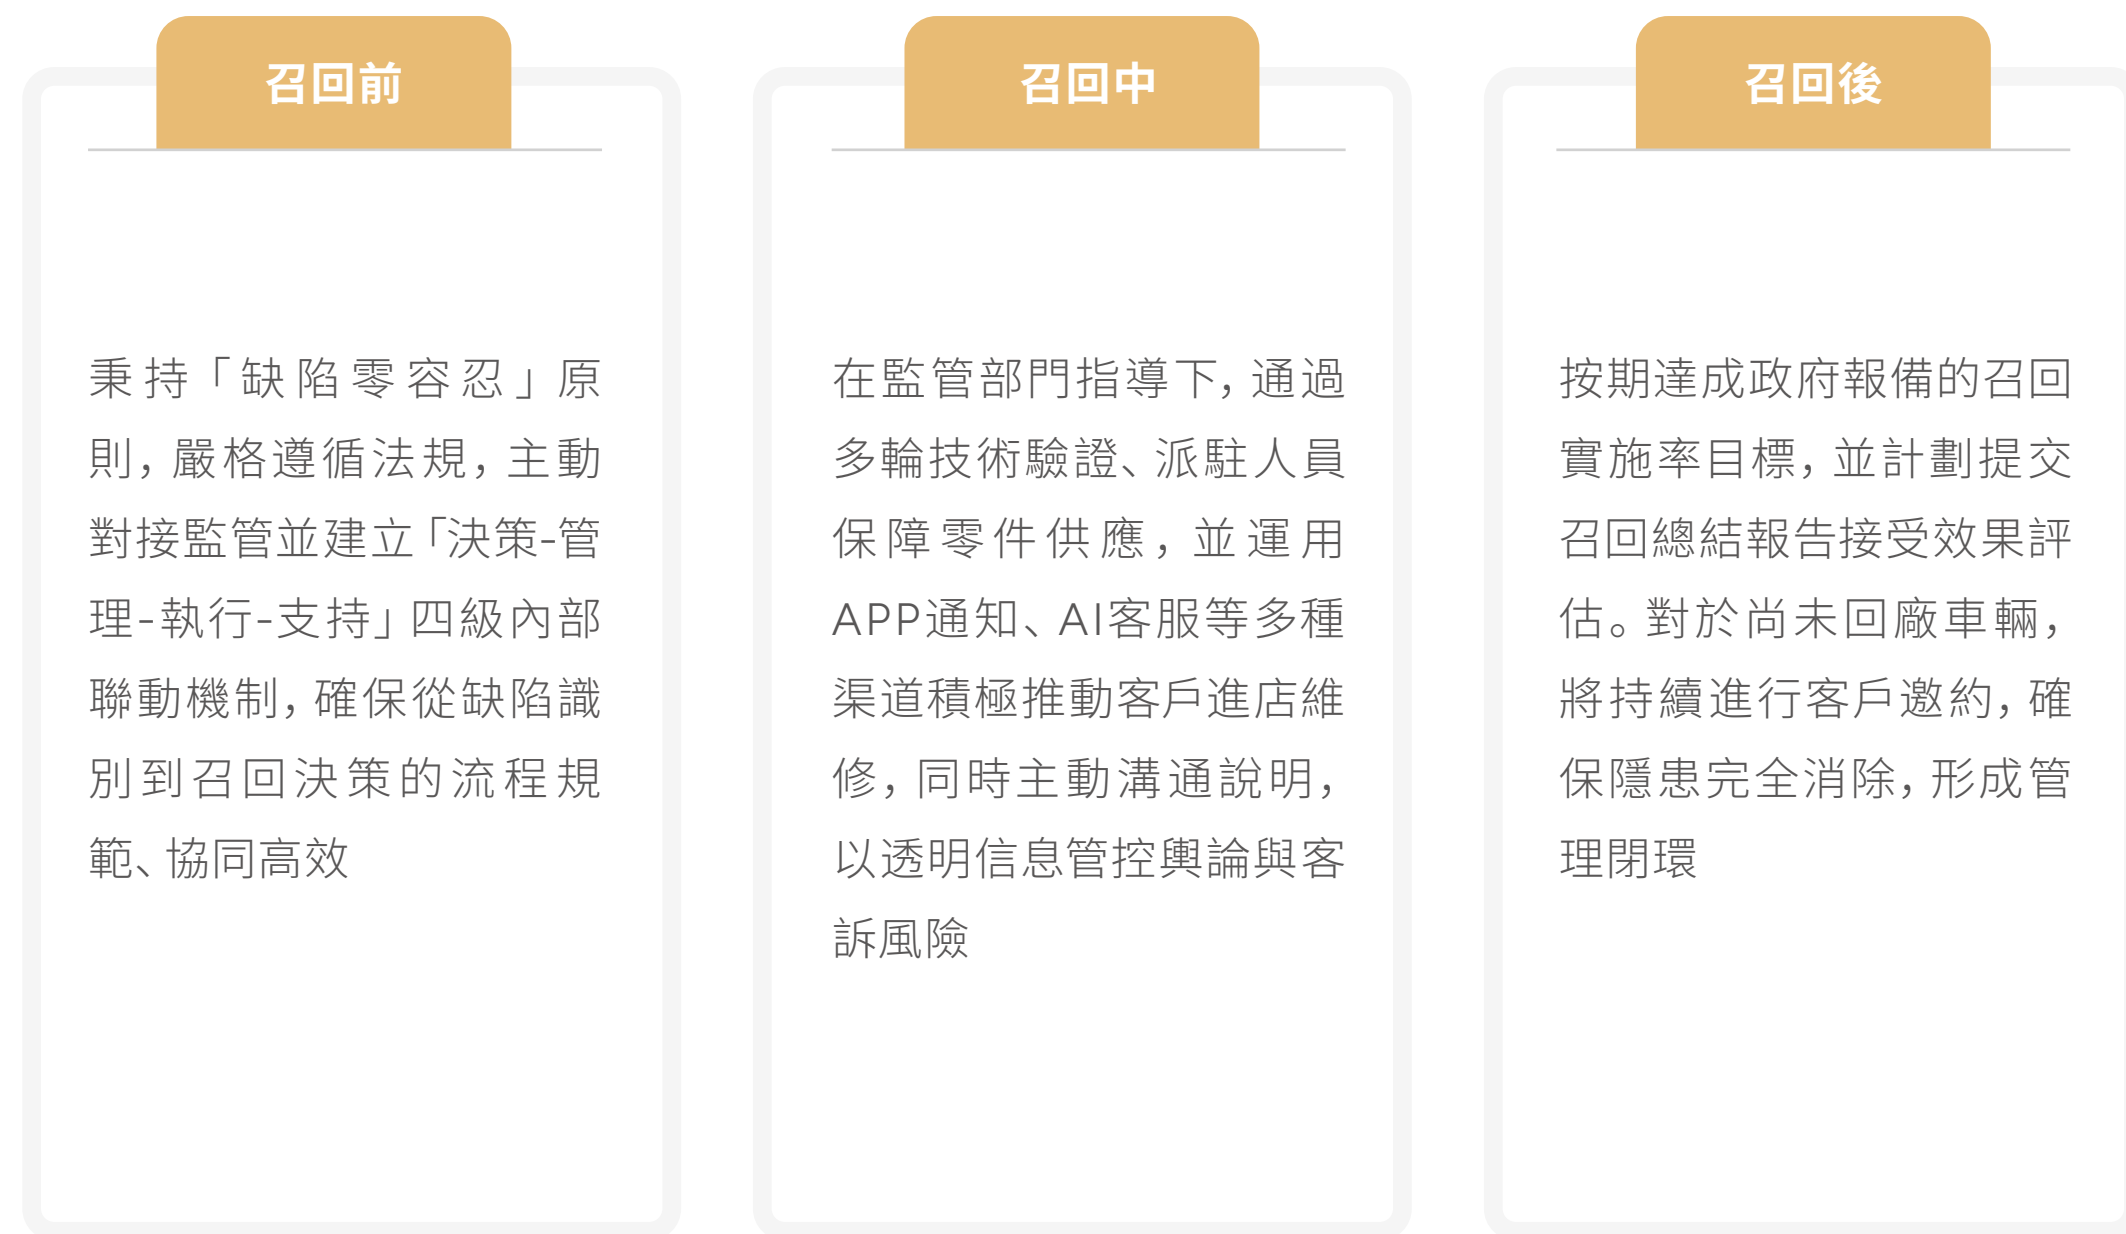 召回前
秉持「缺陷零容忍」原
則，嚴格遵循法規，主動
對接監管並建立「決策-管
理-執行-支持」四級內部
聯動機制，確保從缺陷識
別到召回決策的流程規
範、協同高效
召回中
在監管部門指導下，通過
多輪技術驗證、派駐人員
保障零件供應，並運用
APP通知、AI客服等多種
渠道積極推動客戶進店維
修，同時主動溝通說明，
以透明信息管控輿論與客
訴風險
召回後
按期達成政府報備的召回
實施率目標，並計劃提交
召回總結報告接受效果評
估。對於尚未回廠車輛，
將持續進行客戶邀約，確
保隱患完全消除，形成管
理閉環